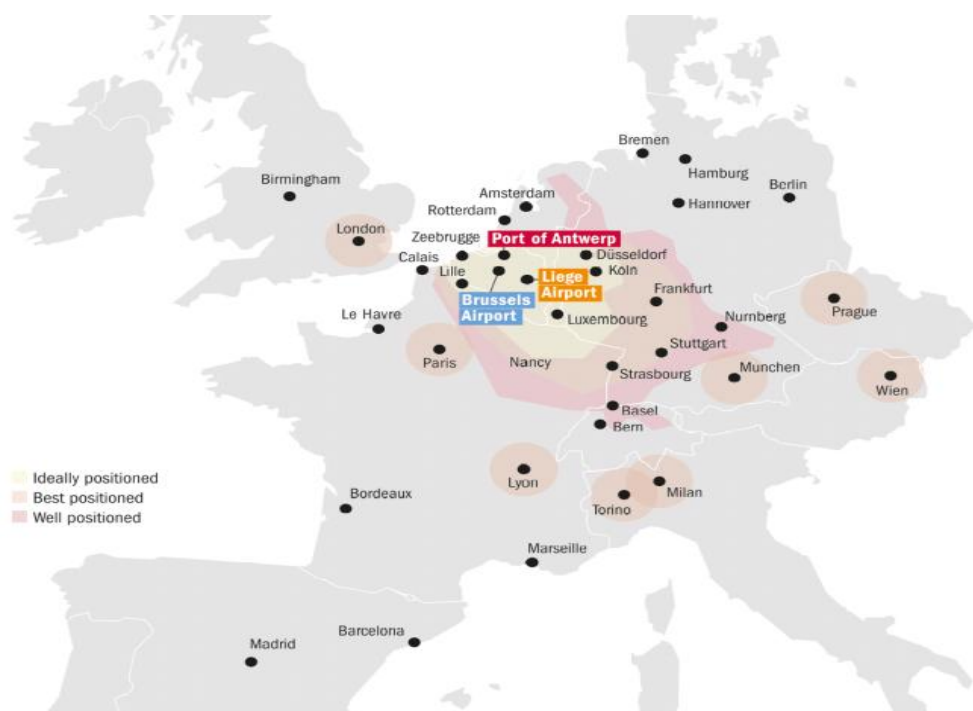 Bremen
Hamburg
Birmingham
Berlin
Amsterdam
Hannover
Rotterdam
London
Zeebrugge
Port of Antwerp
Calais
Düsseldorf
Lille
Liege
Airport
Köln
Brussels
Airport
Frankfurt
Le Havre
Luxembourg
Nurnberg
Prague
Paris
Nancy
Stuttgart
Strasbourg
Munchen
Wien
Basel
Bern
Ideally positioned
Best positioned
Well positioned
Lyon
Bordeaux
Milan
Torino
Marseille
Barcelona
Madrid